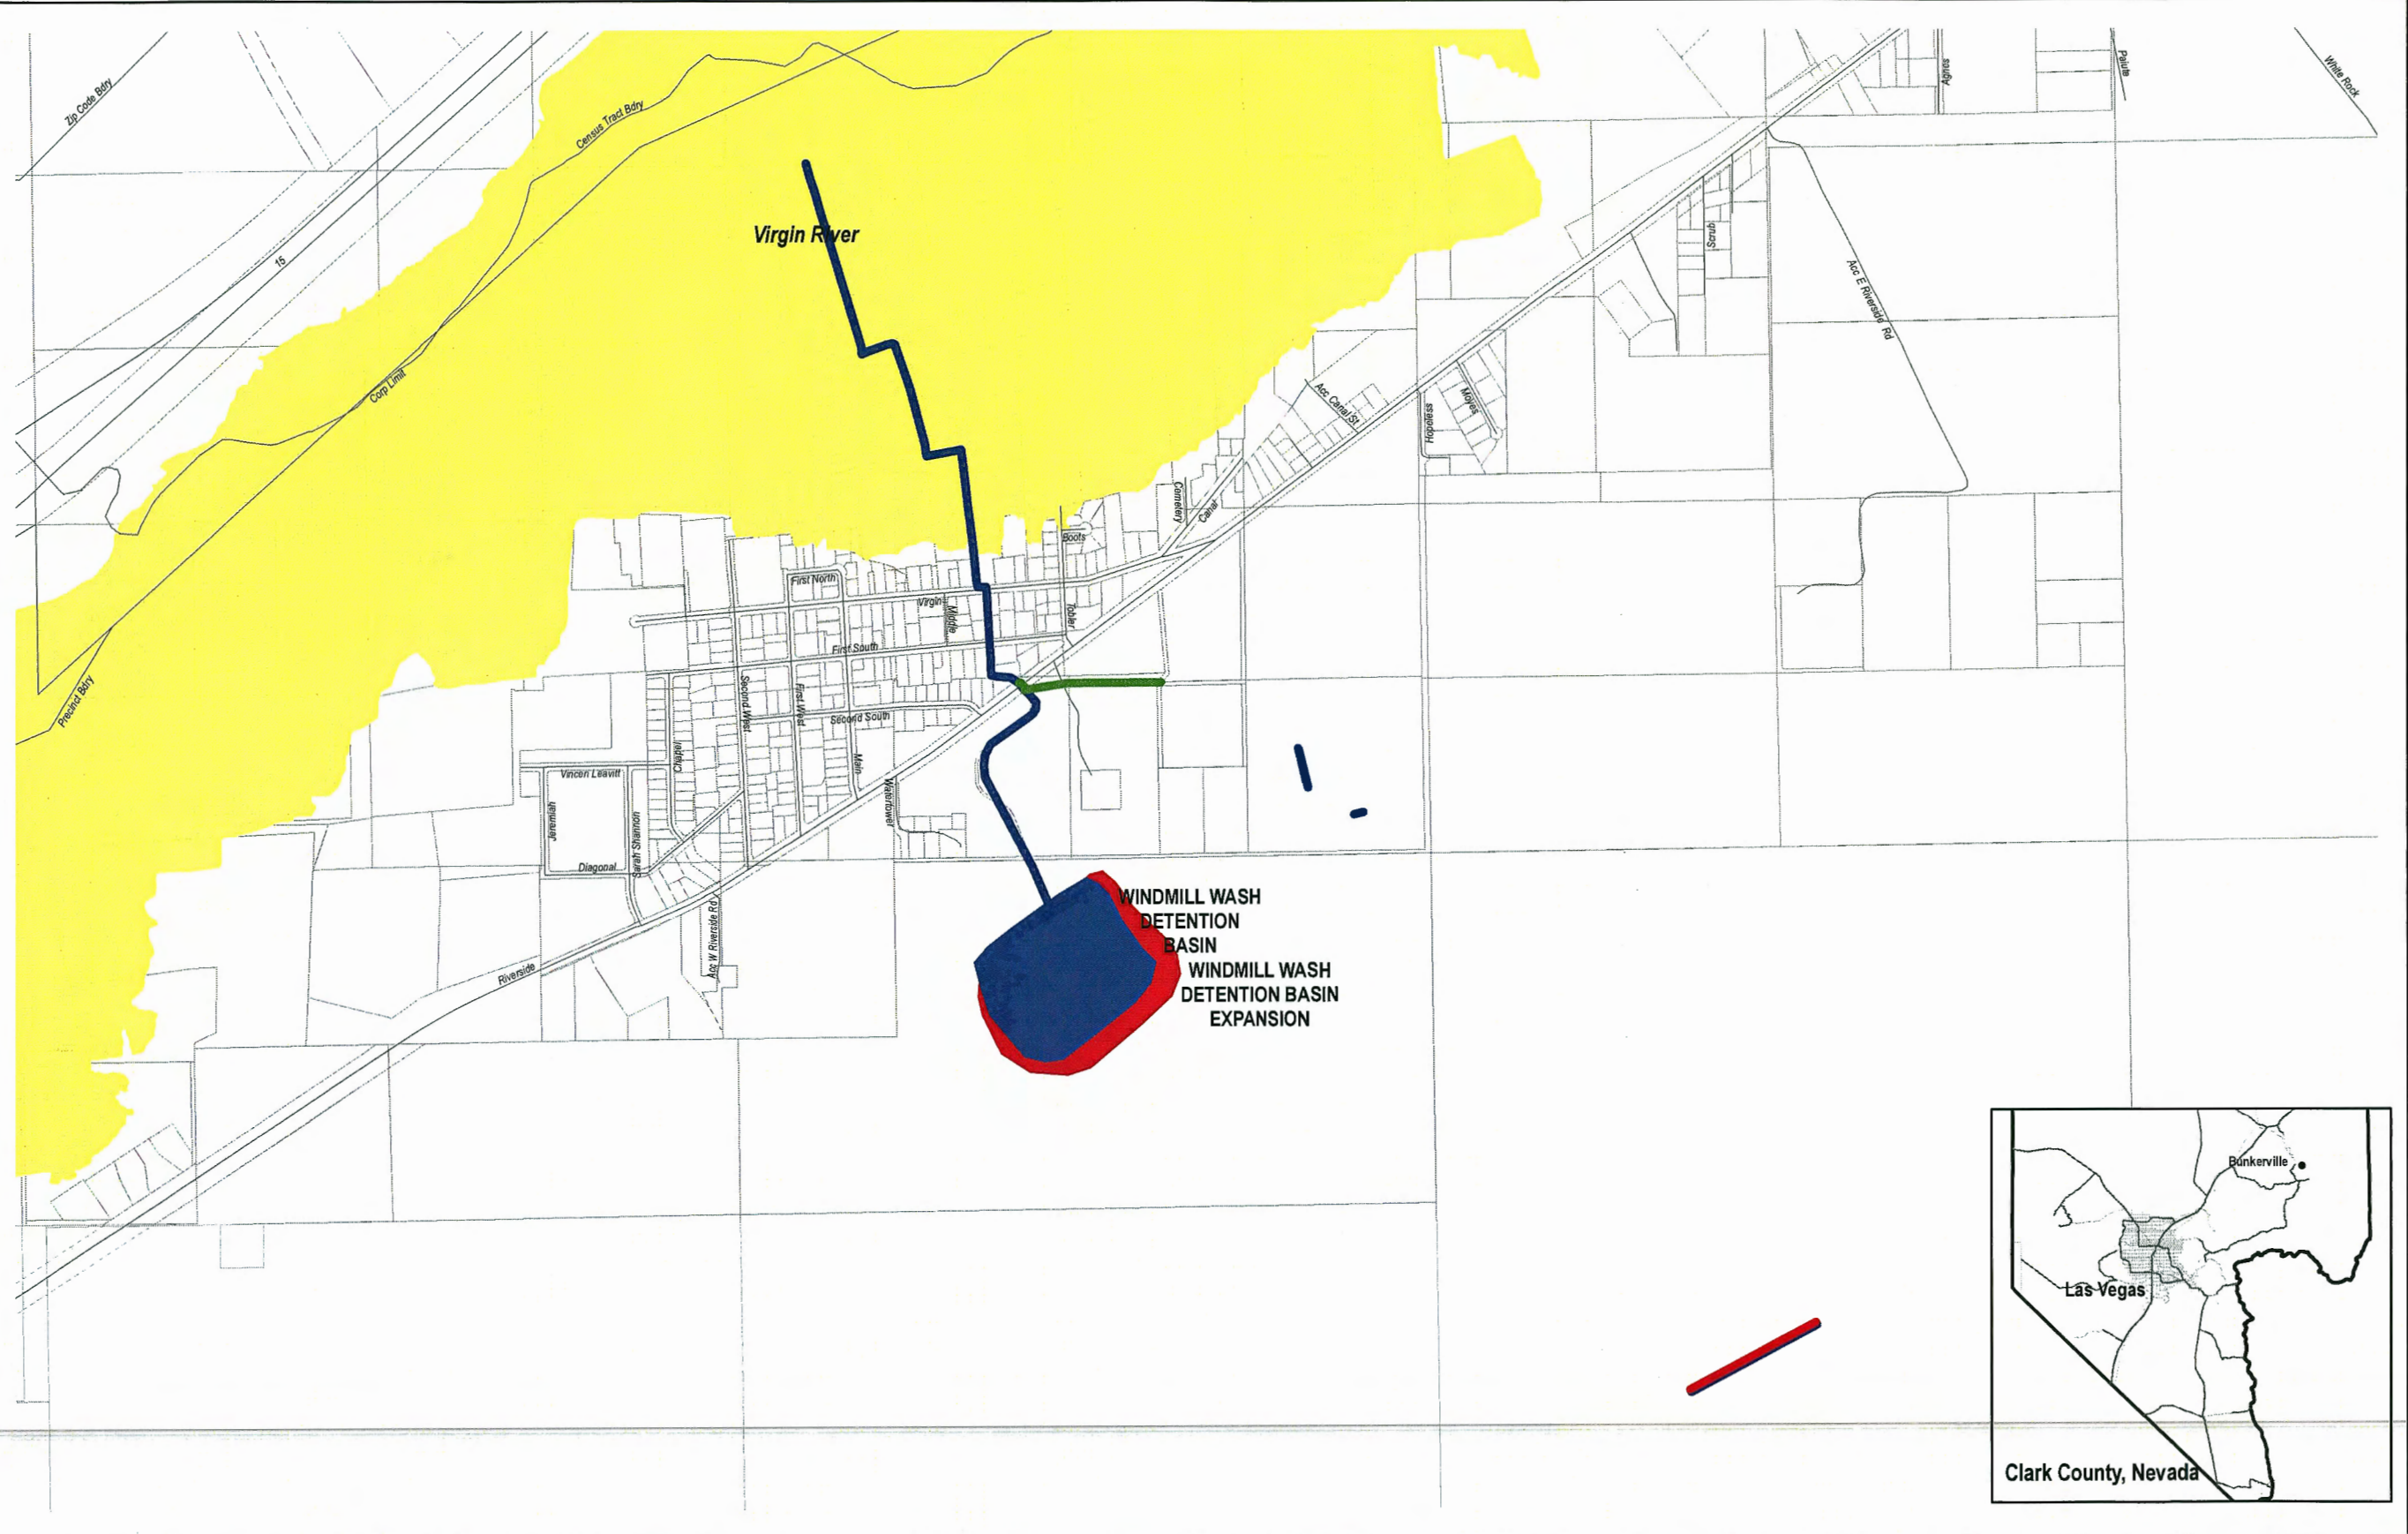 Zip Code Bdry
Census Tract Bdry
Agnes
Paiute
White Rock
Virgin River
15
Scrub
Acc E Riverside Rd
Corp Limit
Acc Canal St
Moyes
Hopeless
Cemetery
Canal
Boots
First North
Virgin
Middle
Tobler
First South
Precinct Bdry
Second West
First West
Second South
Chapel
Main
Vincen Leavitt
Watertower
Jeremiah
Sarah Shannon
Diagonal
Acc W Riverside Rd
Riverside
WINDMILL WASH
DETENTION
BASIN
WINDMILL WASH
DETENTION BASIN
EXPANSION
Bunkerville
Las Vegas
Clark County, Nevada